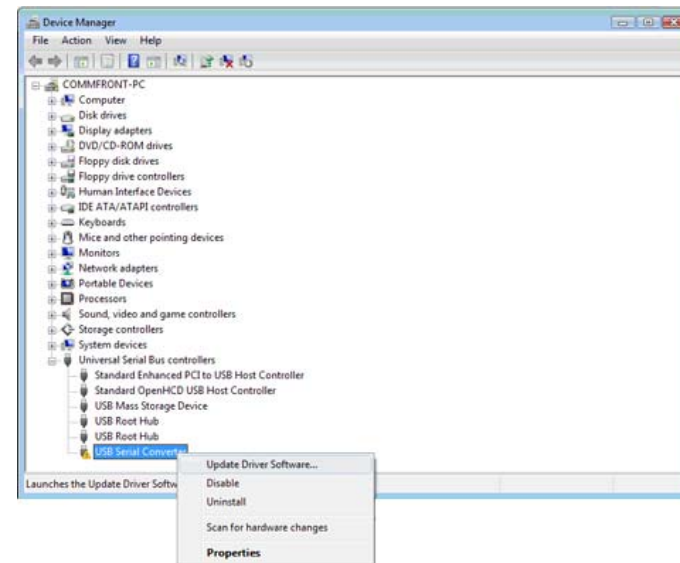 Device Manager
File Action View Help
COMMFRONT-PC
Computer
Disk drives
Display adapters
DVD/CD-ROM drives
Floppy disk drives
Floppy drive controllers
Human Interface Devices
IDE ATA/ATAPI controllers
Keyboards
Mice and other pointing devices
Monitors
Network adapters
Portable Devices
Processors
Sound, video and game controllers
Storage controllers
System devices
Universal Serial Bus controllers
Standard Enhanced PCI to USB Host Controller
Standard OpenHCD USB Host Controller
USB Mass Storage Device
USB Root Hub
USB Root Hub
USB Serial Converter
Update Driver Software...
Launches the Update Driver Softw
Disable
Uninstall
Scan for hardware changes
Properties